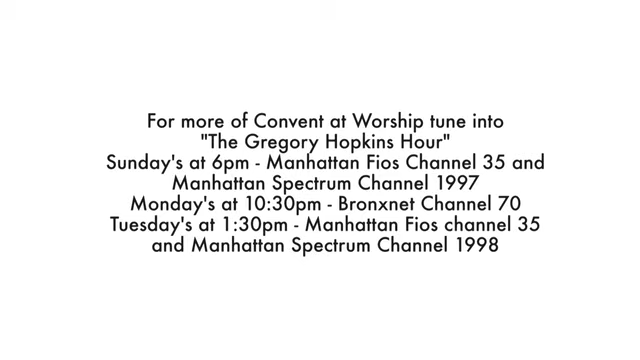 For more of Convent at Worship tune into
"The Gregory Hopkins Hour"
Sunday's at 6pm - Manhattan Fios Channel 35 and
Manhattan Spectrum Channel 1997
Monday's at 10:30pm - Bronxnet Channel 70
Tuesday's at 1:30pm - Manhattan Fios channel 35
and Manhattan Spectrum Channel 1998